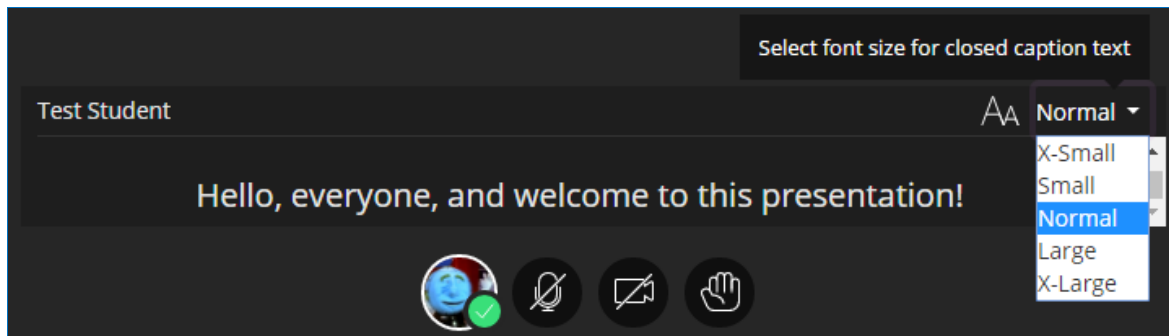 Select font size for closed caption text
Test Student
AA Normal
Hello, everyone, and welcome to this presentation!
X-Small
Small
Normal
Large
X-Large